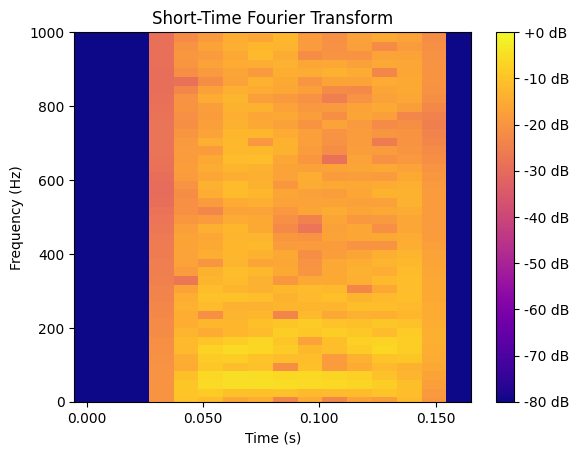 Short-Time Fourier Transform
1000
800
600
400
200
0
Frequency (Hz)
0.000
0.050
0.100
0.150
Time (s)
+0 dB
-10 dB
-20 dB
-30 dB
-40 dB
-50 dB
-60 dB
-70 dB
-80 dB